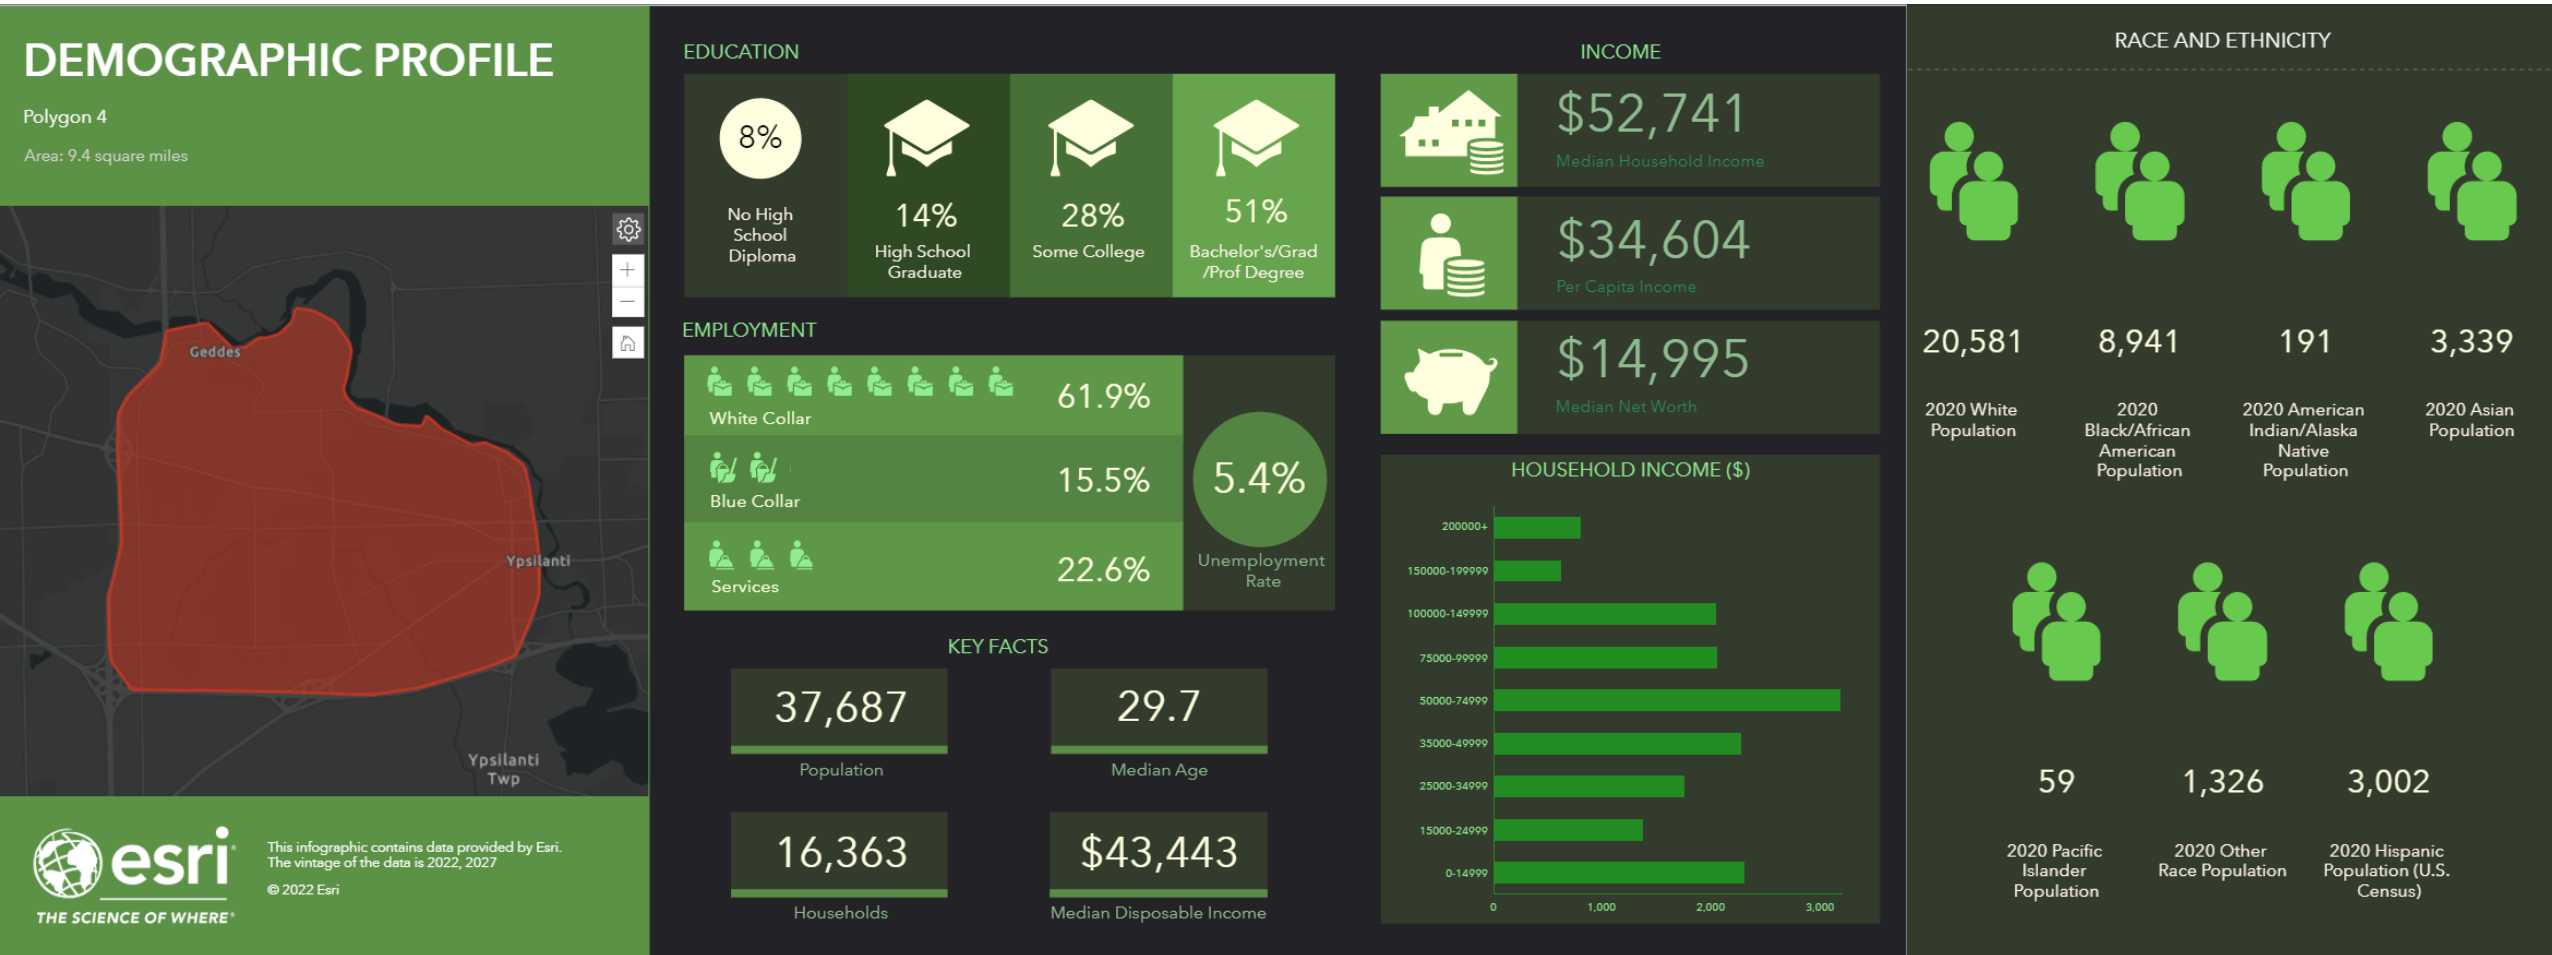 DEMOGRAPHIC PROFILE
Polygon 4
Area: 9.4 square miles
Geddes
Ypsilanti
Ypsilanti
Twp
esri
THE SCIENCE OF WHERE®
This infographic contains data provided by Esri.
The vintage of the data is 2022, 2027
© 2022 Esri
EDUCATION
8%
No High
School
Diploma
14%
High School
Graduate
28%
Some College
51%
Bachelor's/Grad
/Prof Degree
EMPLOYMENT
61.9%
White Collar
15.5%
Blue Collar
22.6%
Services
5.4%
Unemployment
Rate
KEY FACTS
37,687
Population
29.7
Median Age
16,363
Households
$43,443
Median Disposable Income
INCOME
$52,741
Median Household Income
$34,604
Per Capita Income
$14,995
Median Net Worth
HOUSEHOLD INCOME ($)
200000+
150000-199999
100000-149999
75000-99999
50000-74999
35000-49999
25000-34999
15000-24999
0-14999
0 1,000 2,000 3,000
RACE AND ETHNICITY
20,581
2020 White
Population
8,941
2020
Black/African
American
Population
191
2020 American
Indian/Alaska
Native
Population
3,339
2020 Asian
Population
59
2020 Pacific
Islander
Population
1,326
2020 Other
Race Population
3,002
2020 Hispanic
Population (U.S.
Census)